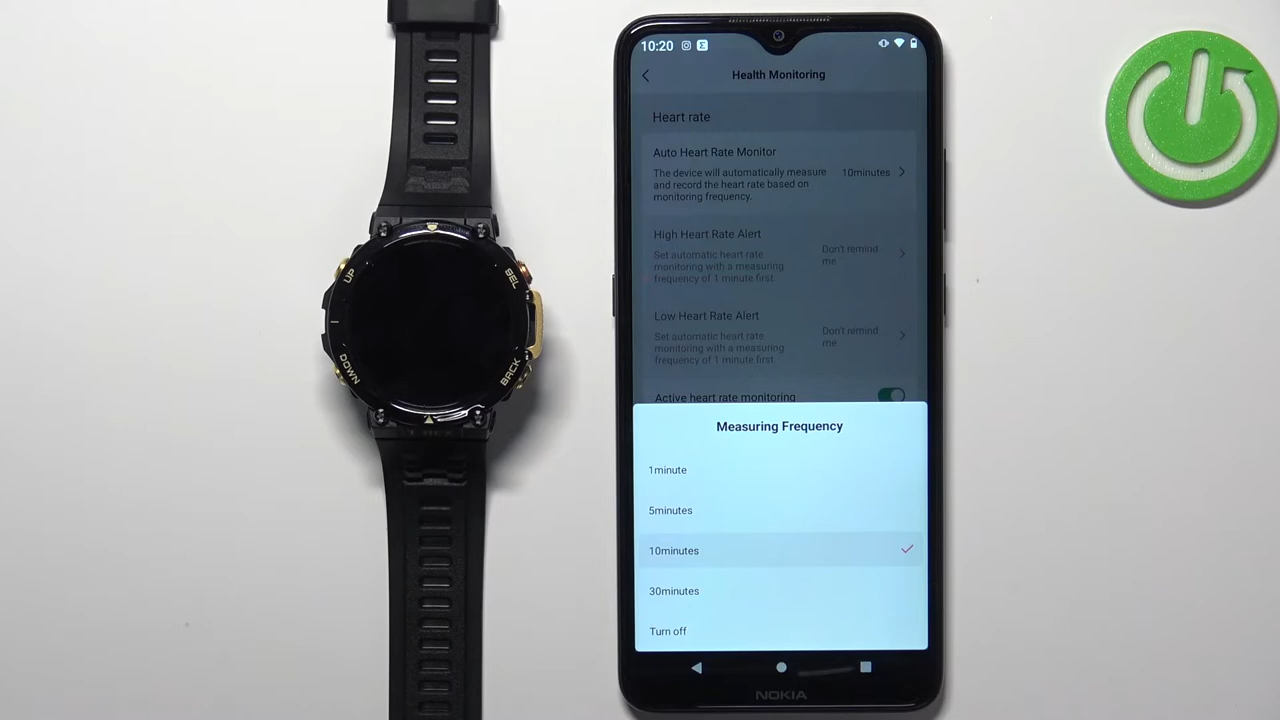 10:20
Health Monitoring
Heart rate
Auto Heart Rate Monitor
The device will automatically measure
and record the heart rate based on
monitoring frequency.
10minutes
High Heart Rate Alert
Set automatic heart rate
monitoring with a measuring
frequency of 1 minute first.
Don't remind
me
Low Heart Rate Alert
Set automatic heart rate
monitoring with a measuring
frequency of 1 minute first.
Don't remind
me
Active heart rate monitoring
Measuring Frequency
1minute
5minutes
10minutes
30minutes
Turn off
NOKIA
UP
SEL
DOWN
BACK